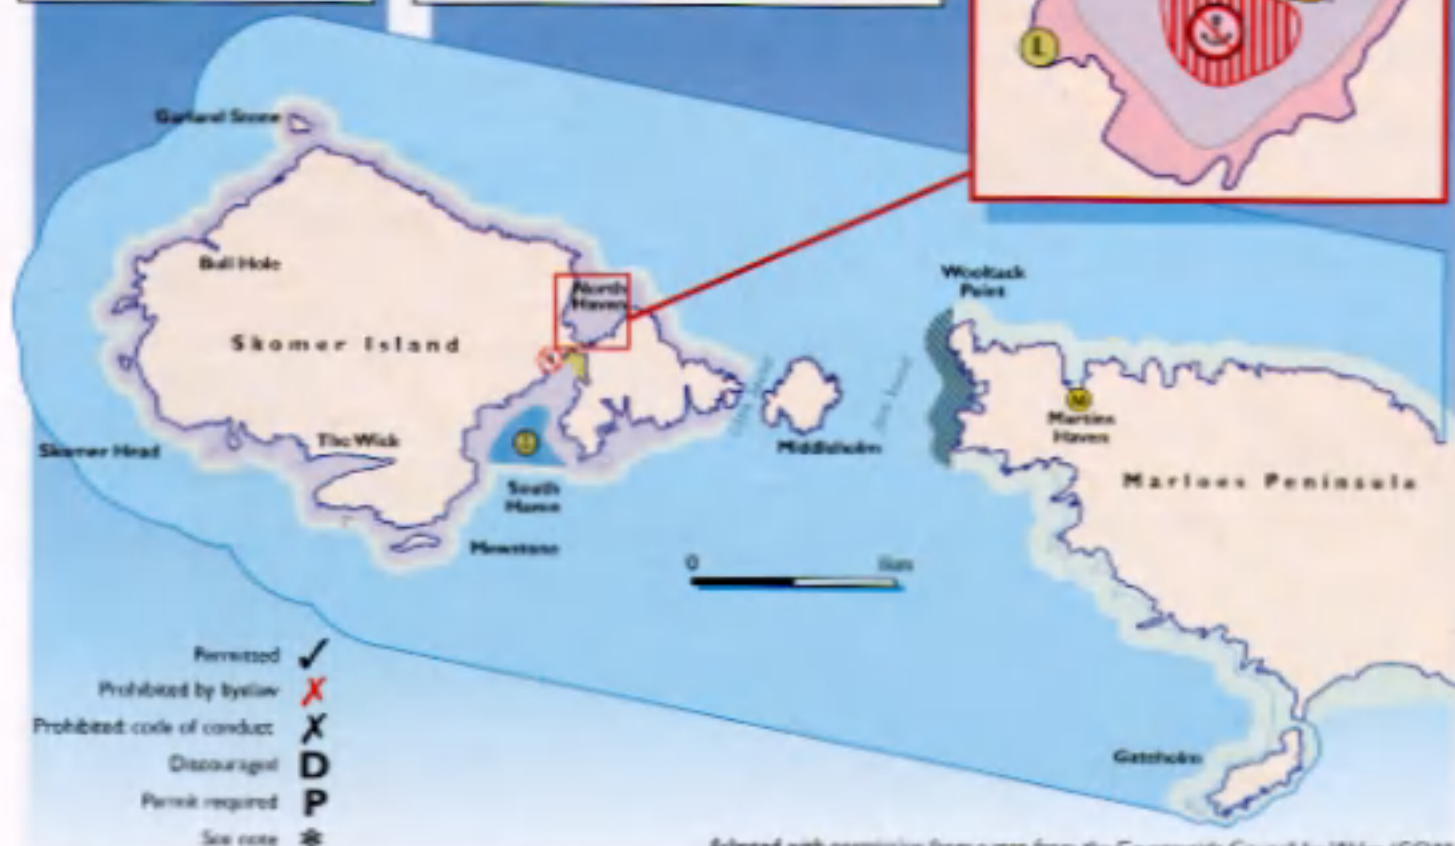 L
Garland Stone
Bull Hole
Skomer Island
North
Haven
Wooltack
Point
Skomer Head
The Wick
South
Haven
Mewstone
Middleholm
M
Martins
Haven
Marloes Peninsula
0
1km
Gateholm
Permitted ✓
Prohibited by byelaw ✗
Prohibited: code of conduct ✗
Discouraged D
Permit required P
See note *